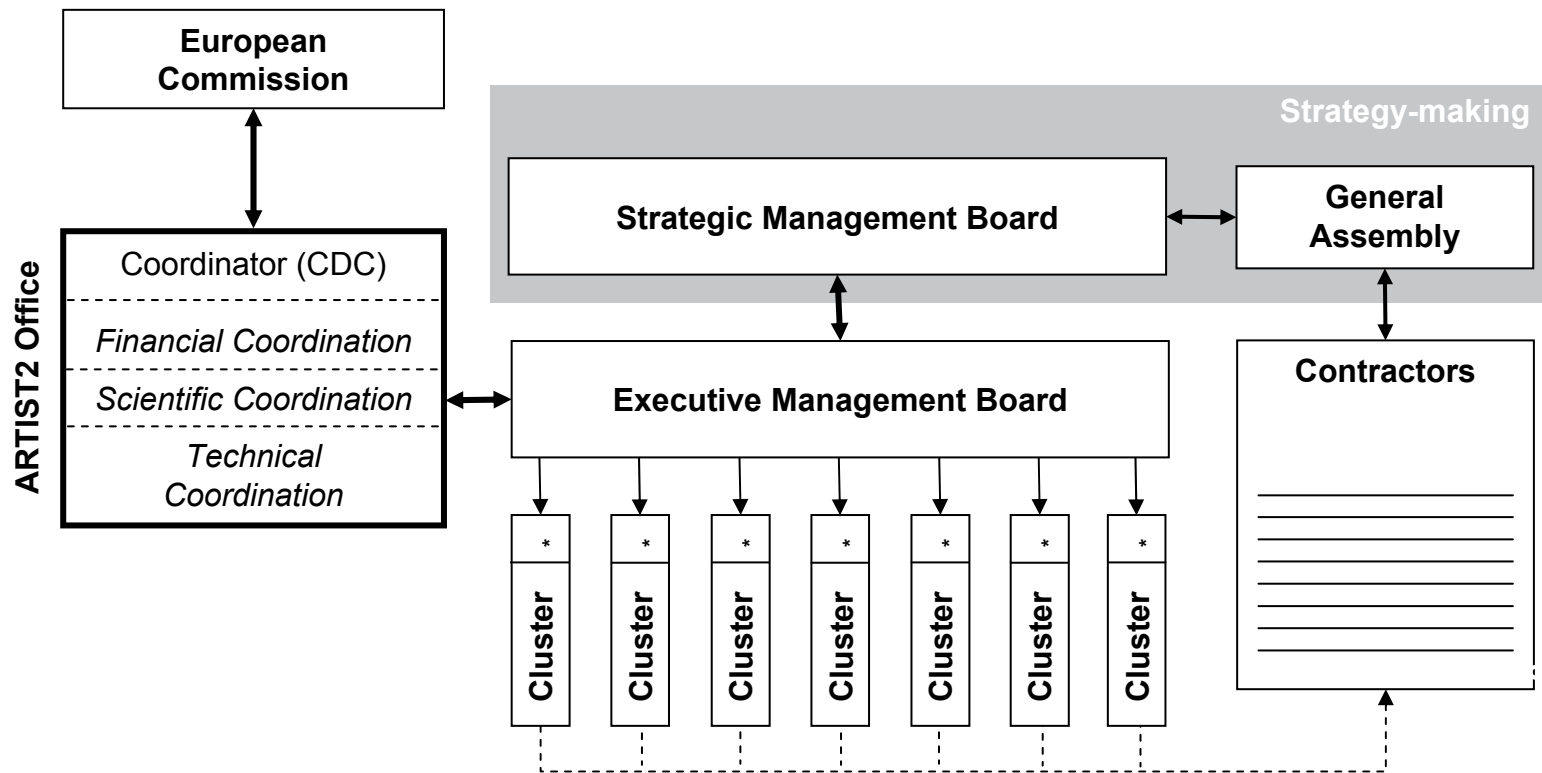 European
Commission
Strategy-making
Strategic Management Board
General
Assembly
ARTIST2 Office
Coordinator (CDC)
Financial Coordination
Scientific Coordination
Technical
Coordination
Executive Management Board
Contractors
* * * * * * *
Cluster Cluster Cluster Cluster Cluster Cluster Cluster